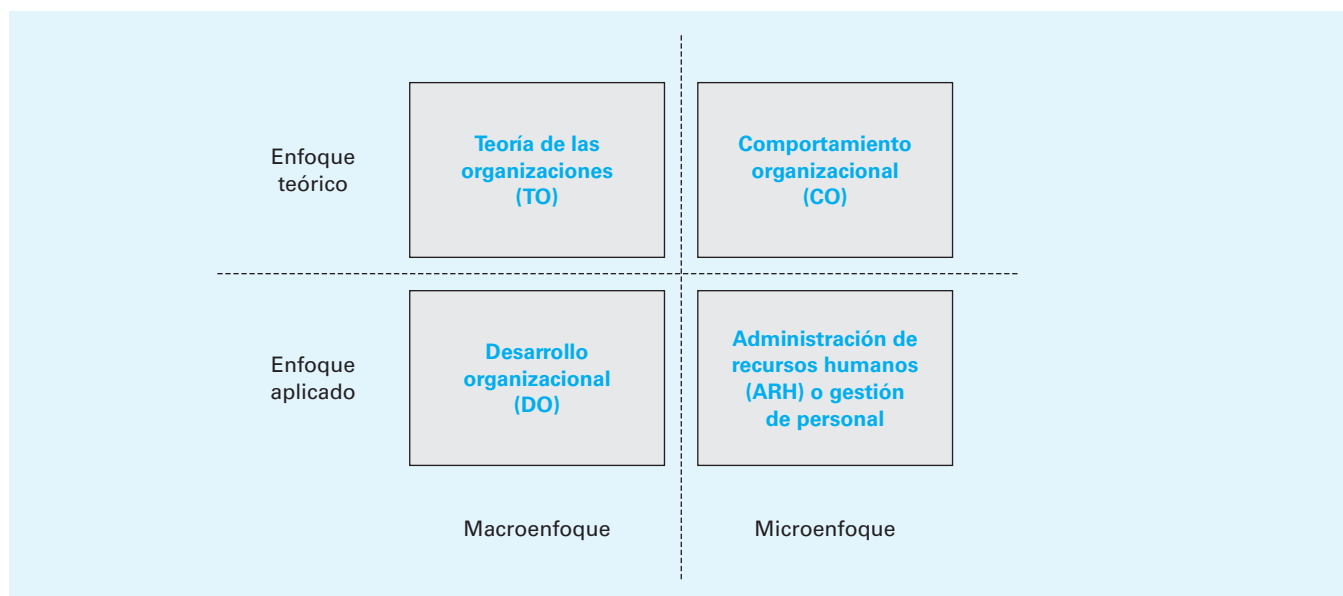 Enfoque
teórico
Teoría de las
organizaciones
(TO)
Comportamiento
organizacional
(CO)
Enfoque
aplicado
Desarrollo
organizacional
(DO)
Administración de
recursos humanos
(ARH) o gestión
de personal
Macroenfoque
Microenfoque